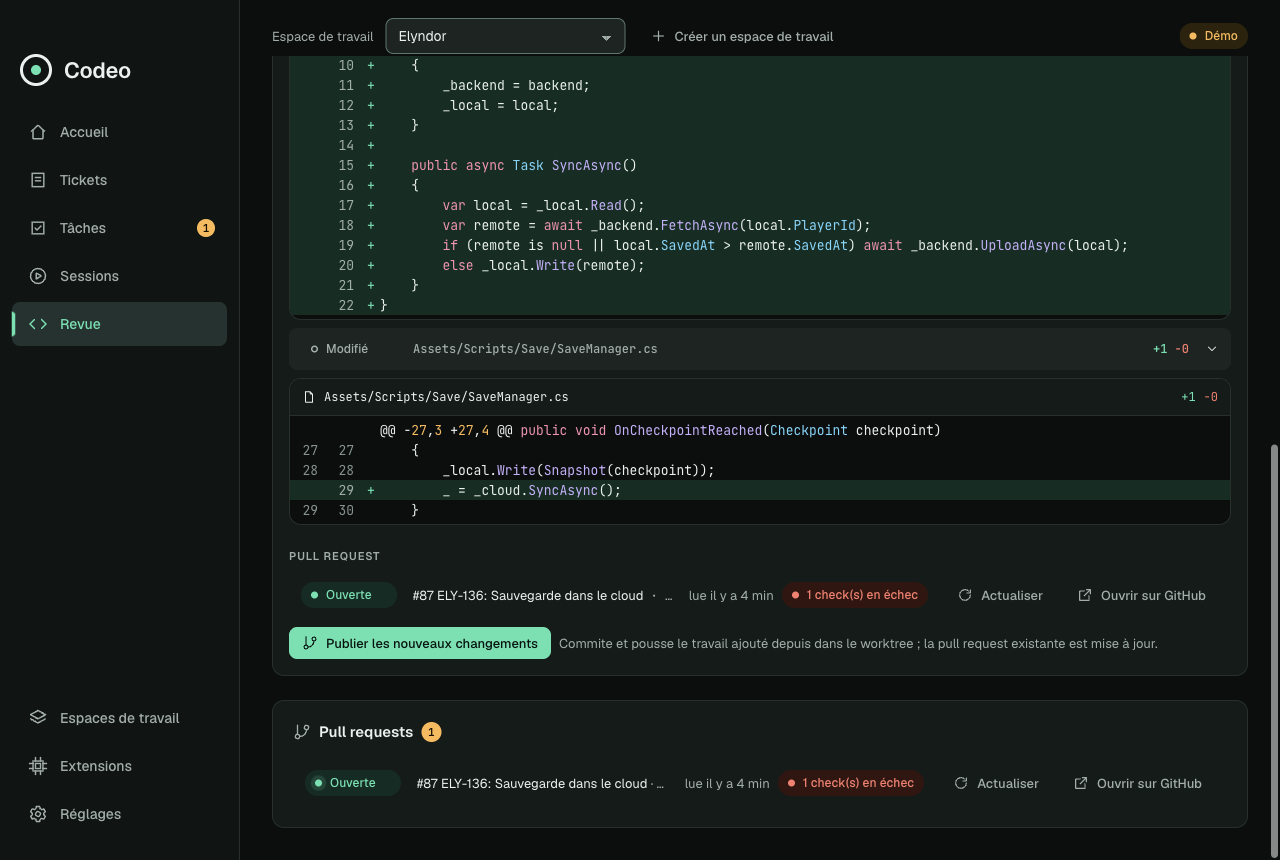 Codeo
Accueil
Tickets
Tâches 1
Sessions
Revue
Espaces de travail
Extensions
Réglages
Espace de travail Elyndor + Créer un espace de travail Démo
10 + {
11 + _backend = backend;
12 + _local = local;
13 + }
14 +
15 + public async Task SyncAsync()
16 + {
17 + var local = _local.Read();
18 + var remote = await _backend.FetchAsync(local.PlayerId);
19 + if (remote is null || local.SavedAt > remote.SavedAt) await _backend.UploadAsync(local);
20 + else _local.Write(remote);
21 + }
22 + }
Modifié Assets/Scripts/Save/SaveManager.cs +1 -0
Assets/Scripts/Save/SaveManager.cs +1 -0
@@ -27,3 +27,4 @@ public void OnCheckpointReached(Checkpoint checkpoint)
27 27 {
28 28 _local.Write(Snapshot(checkpoint));
29 + _ = _cloud.SyncAsync();
29 30 }
PULL REQUEST
Ouverte #87 ELY-136: Sauvegarde dans le cloud · … lue il y a 4 min 1 check(s) en échec Actualiser Ouvrir sur GitHub
Publier les nouveaux changements Commite et pousse le travail ajouté depuis dans le worktree ; la pull request existante est mise à jour.
Pull requests 1
Ouverte #87 ELY-136: Sauvegarde dans le cloud · … lue il y a 4 min 1 check(s) en échec Actualiser Ouvrir sur GitHub